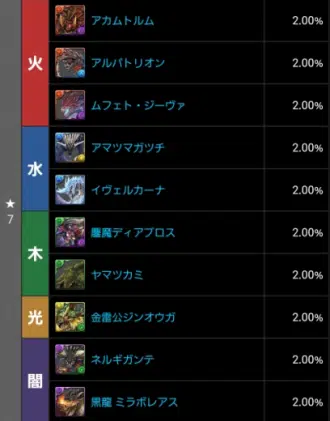 火
アカムトルム 2.00%
アルバトリオン 2.00%
ムフェト・ジーヴァ 2.00%
水
アマツマガツチ 2.00%
イヴェルカーナ 2.00%
★
7
木
鏖魔ディアブロス 2.00%
ヤマツカミ 2.00%
光
金雷公ジンオウガ 2.00%
闇
ネルギガンテ 2.00%
黒龍 ミラボレアス 2.00%